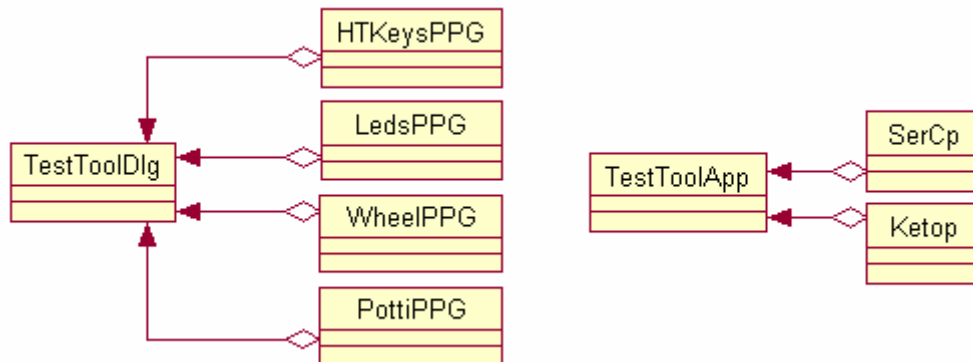 HTKeysPPG
LedsPPG
TestToolDlg
WheelPPG
PottiPPG
SerCp
TestToolApp
Ketop